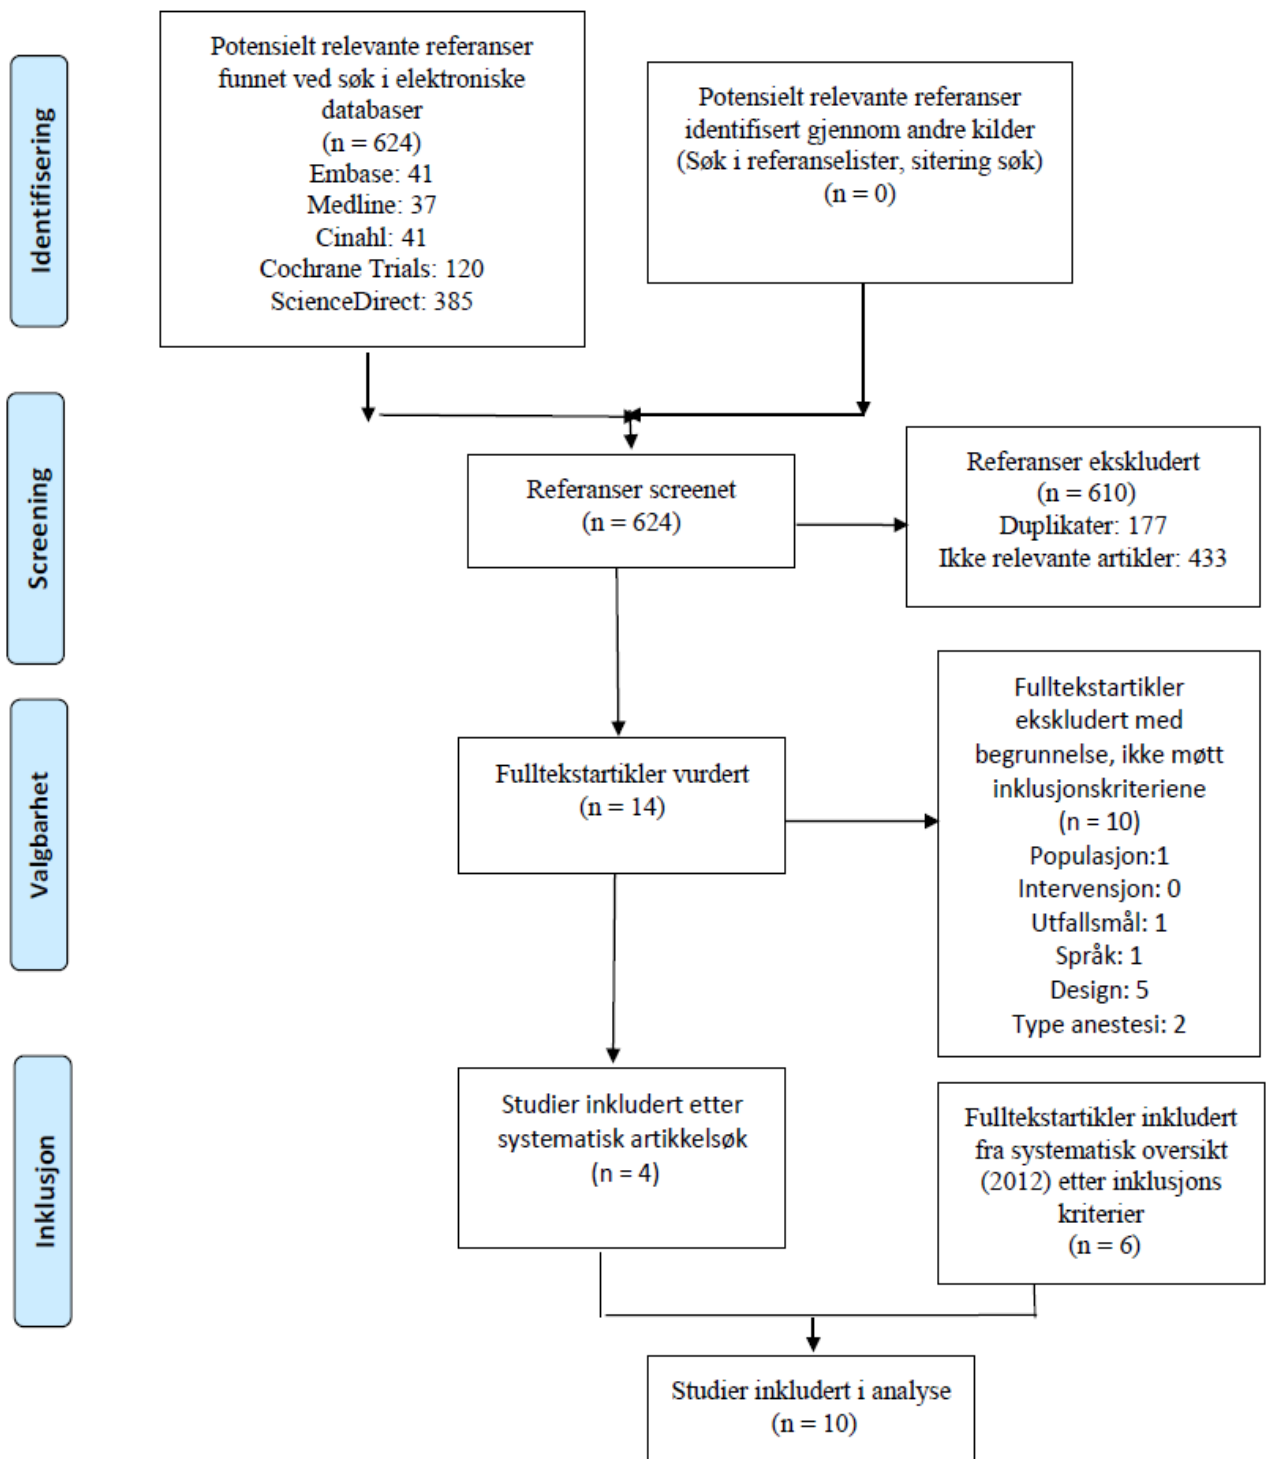 Identifisering
Potensielt relevante referanser
funnet ved søk i elektroniske
databaser
(n = 624)
Embase: 41
Medline: 37
Cinahl: 41
Cochrane Trials: 120
ScienceDirect: 385
Potensielt relevante referanser
identifisert gjennom andre kilder
(Søk i referanselister, sitering søk)
(n = 0)
Screening
Referanser screenet
(n = 624)
Referanser ekskludert
(n = 610)
Duplikater: 177
Ikke relevante artikler: 433
Valgbarhet
Fulltekstartikler vurdert
(n = 14)
Fulltekstartikler
ekskludert med
begrunnelse, ikke møtt
inklusjonskriteriene
(n = 10)
Populasjon:1
Intervensjon: 0
Utfallsmål: 1
Språk: 1
Design: 5
Type anestesi: 2
Inklusjon
Studier inkludert etter
systematisk artikkelsøk
(n = 4)
Fulltekstartikler inkludert
fra systematisk oversikt
(2012) etter inklusjons
kriterier
(n = 6)
Studier inkludert i analyse
(n = 10)